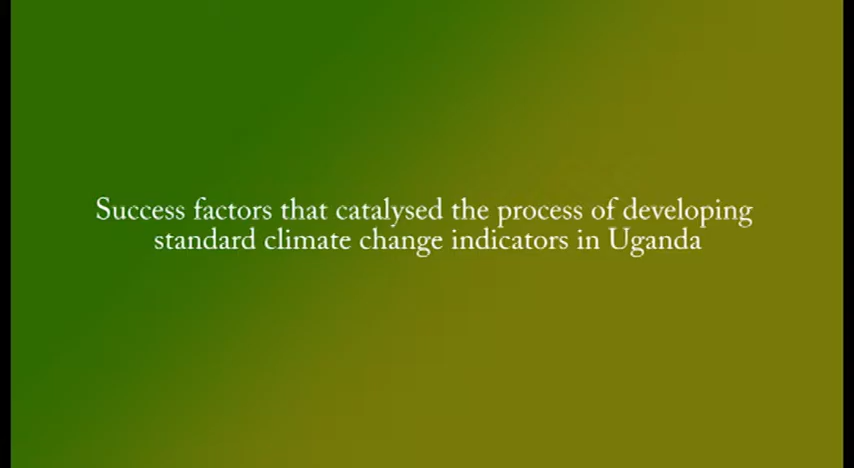 Success factors that catalysed the process of developing
standard climate change indicators in Uganda